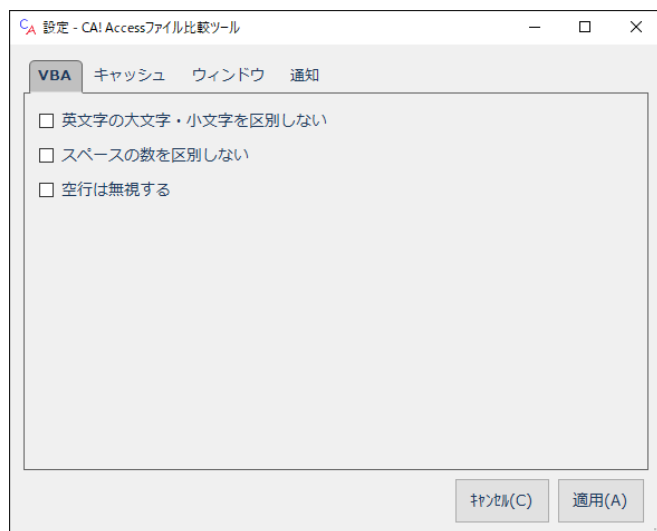 CA 設定 - CA! Accessファイル比較ツール
VBA キャッシュ ウィンドウ 通知
英文字の大文字・小文字を区別しない
スペースの数を区別しない
空行は無視する
ｷｬﾝｾﾙ(C) 適用(A)